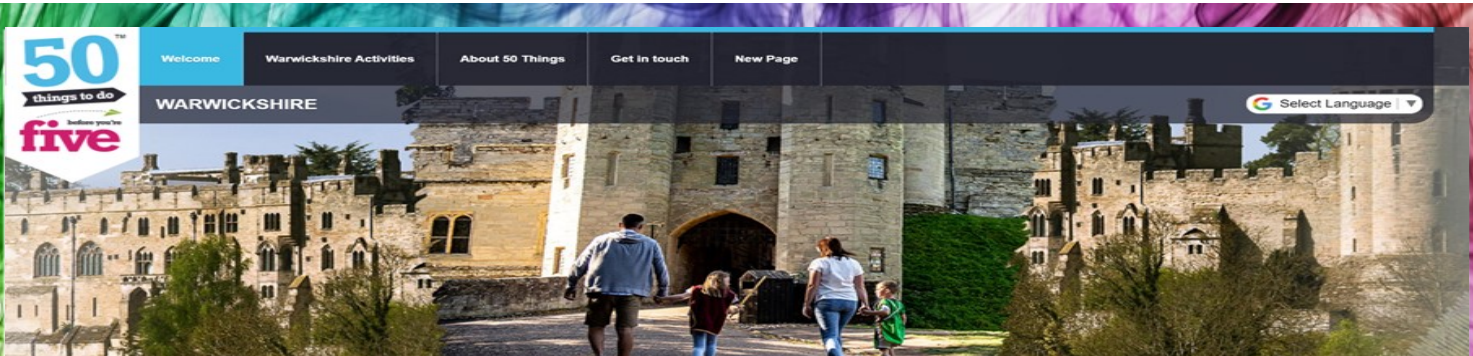 50™
things to do
before you're
five
Welcome
Warwickshire Activities
About 50 Things
Get in touch
New Page
WARWICKSHIRE
Select Language